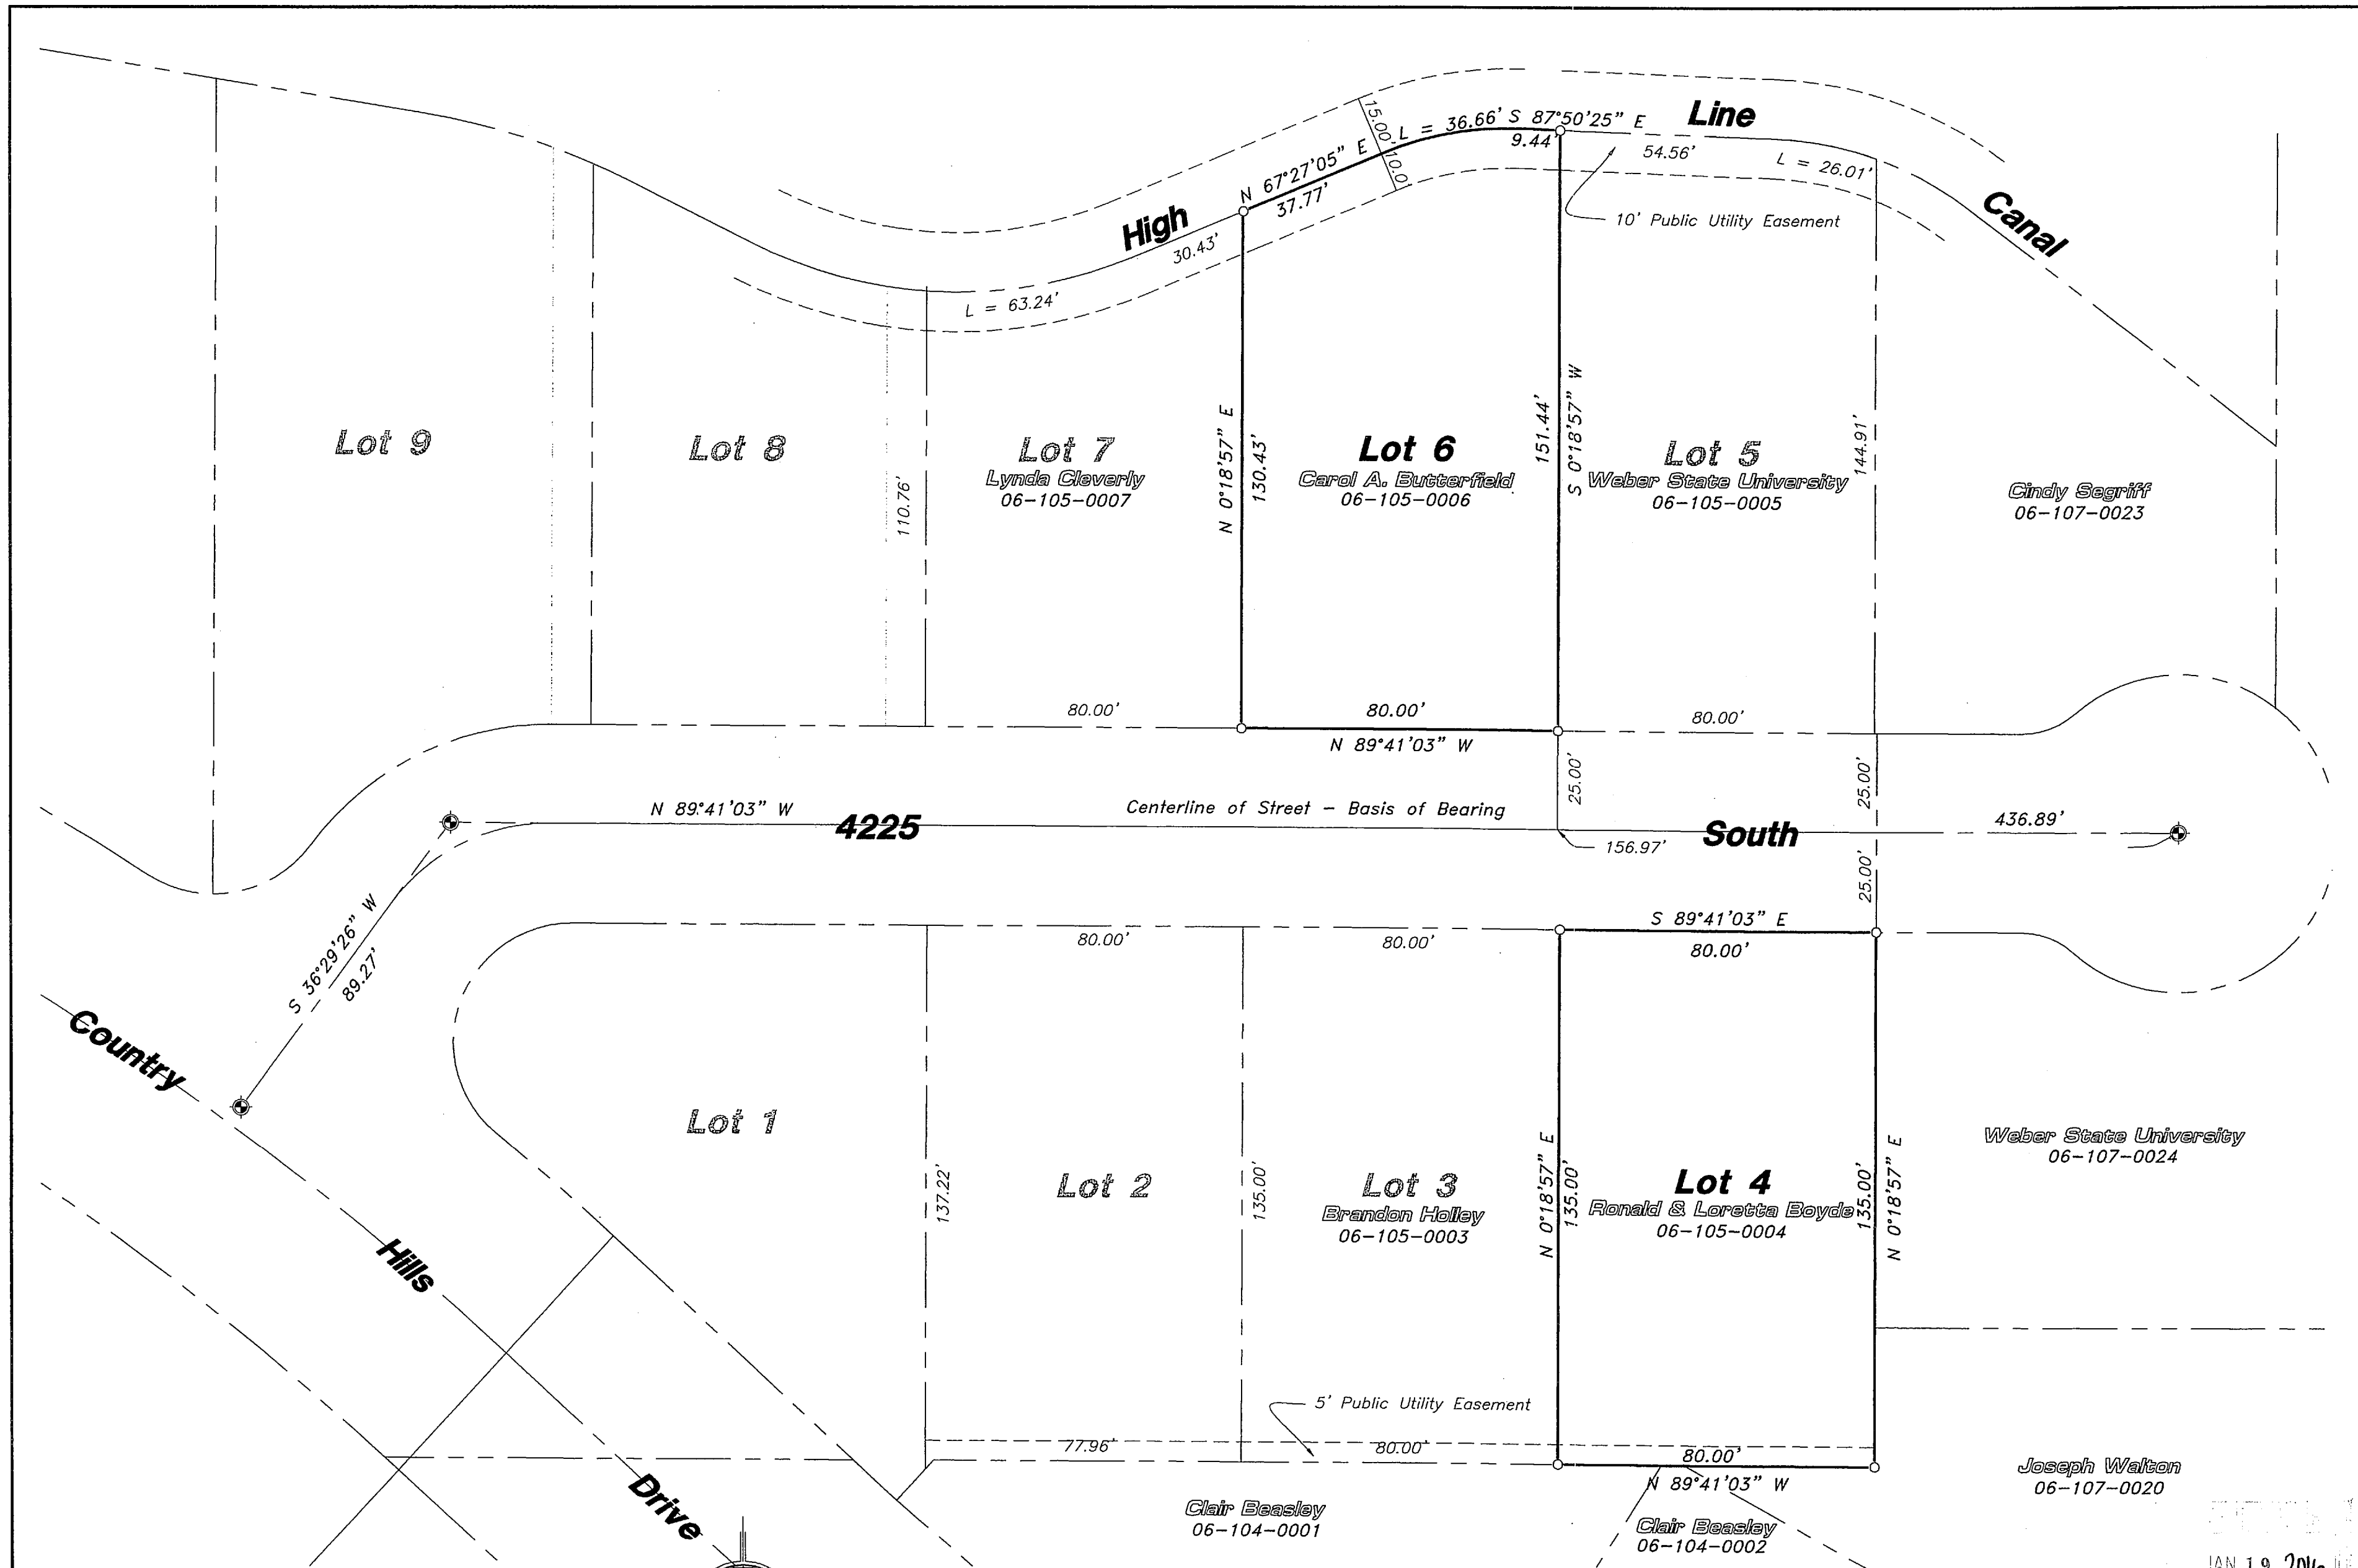 High
Line
Canal
N 67°27'05" E
37.77'
15.00'
10.0'
L = 36.66'
S 87°50'25" E
9.44'
54.56'
L = 26.01'
10' Public Utility Easement
30.43'
L = 63.24'
Lot 9
Lot 8
110.76'
Lot 7
Lynda Cleverly
06-105-0007
N 0°18'57" E
130.43'
Lot 6
Carol A. Butterfield
06-105-0006
151.44'
S 0°18'57" W
Lot 5
Weber State University
06-105-0005
144.91'
Cindy Segriff
06-107-0023
80.00'
80.00'
N 89°41'03" W
80.00'
25.00'
25.00'
N 89°41'03" W
Centerline of Street - Basis of Bearing
4225
South
156.97'
436.89'
25.00'
S 36°29'26" W
89.27'
80.00'
80.00'
S 89°41'03" E
80.00'
Country
Hills
Drive
Lot 1
137.22'
Lot 2
135.00'
Lot 3
Brandon Holley
06-105-0003
N 0°18'57" E
135.00'
Lot 4
Ronald & Loretta Boyde
06-105-0004
135.00'
N 0°18'57" E
Weber State University
06-107-0024
5' Public Utility Easement
77.96'
80.00'
80.00'
N 89°41'03" W
Clair Beasley
06-104-0001
Clair Beasley
06-104-0002
Joseph Walton
06-107-0020
JAN 19